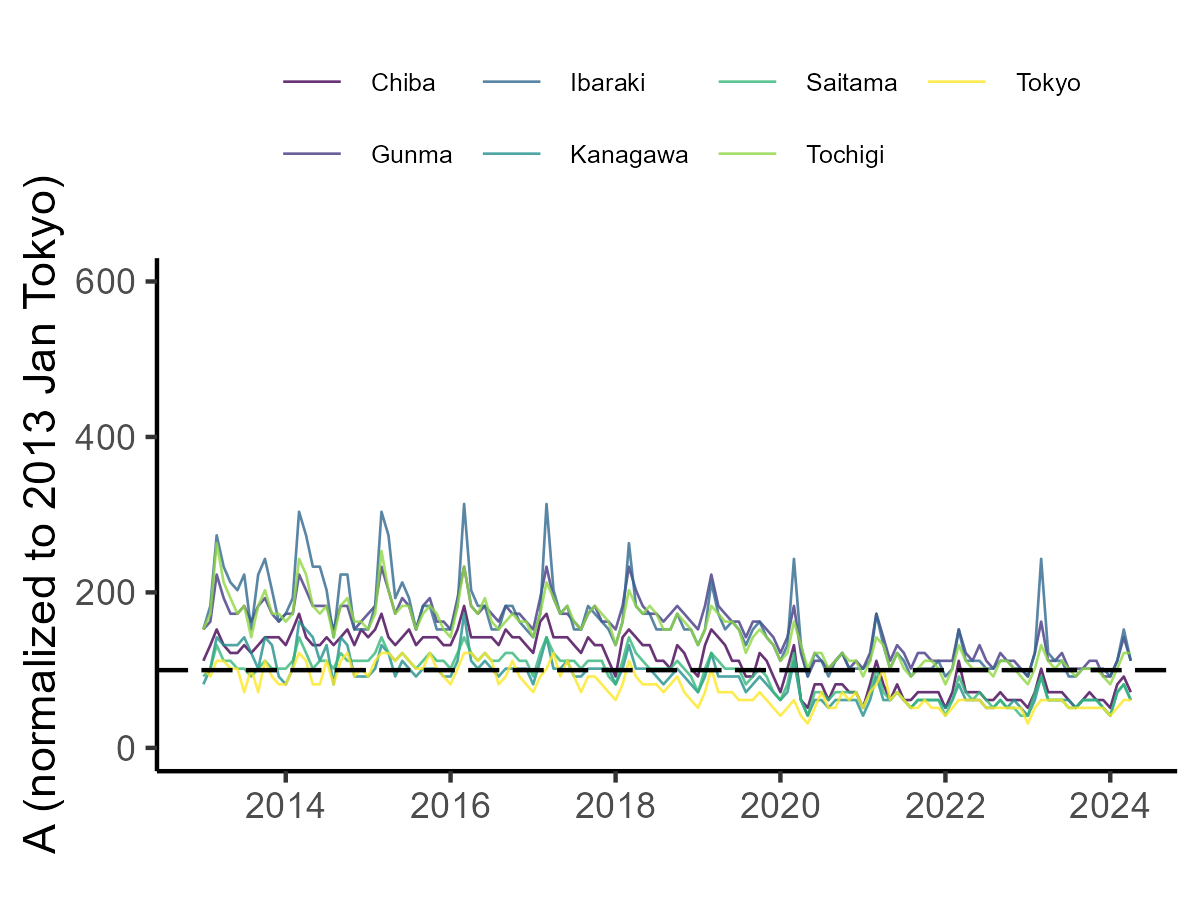 Chiba Ibaraki Saitama Tokyo
Gunma Kanagawa Tochigi
A (normalized to 2013 Jan Tokyo)
600
400
200
0
2014 2016 2018 2020 2022 2024